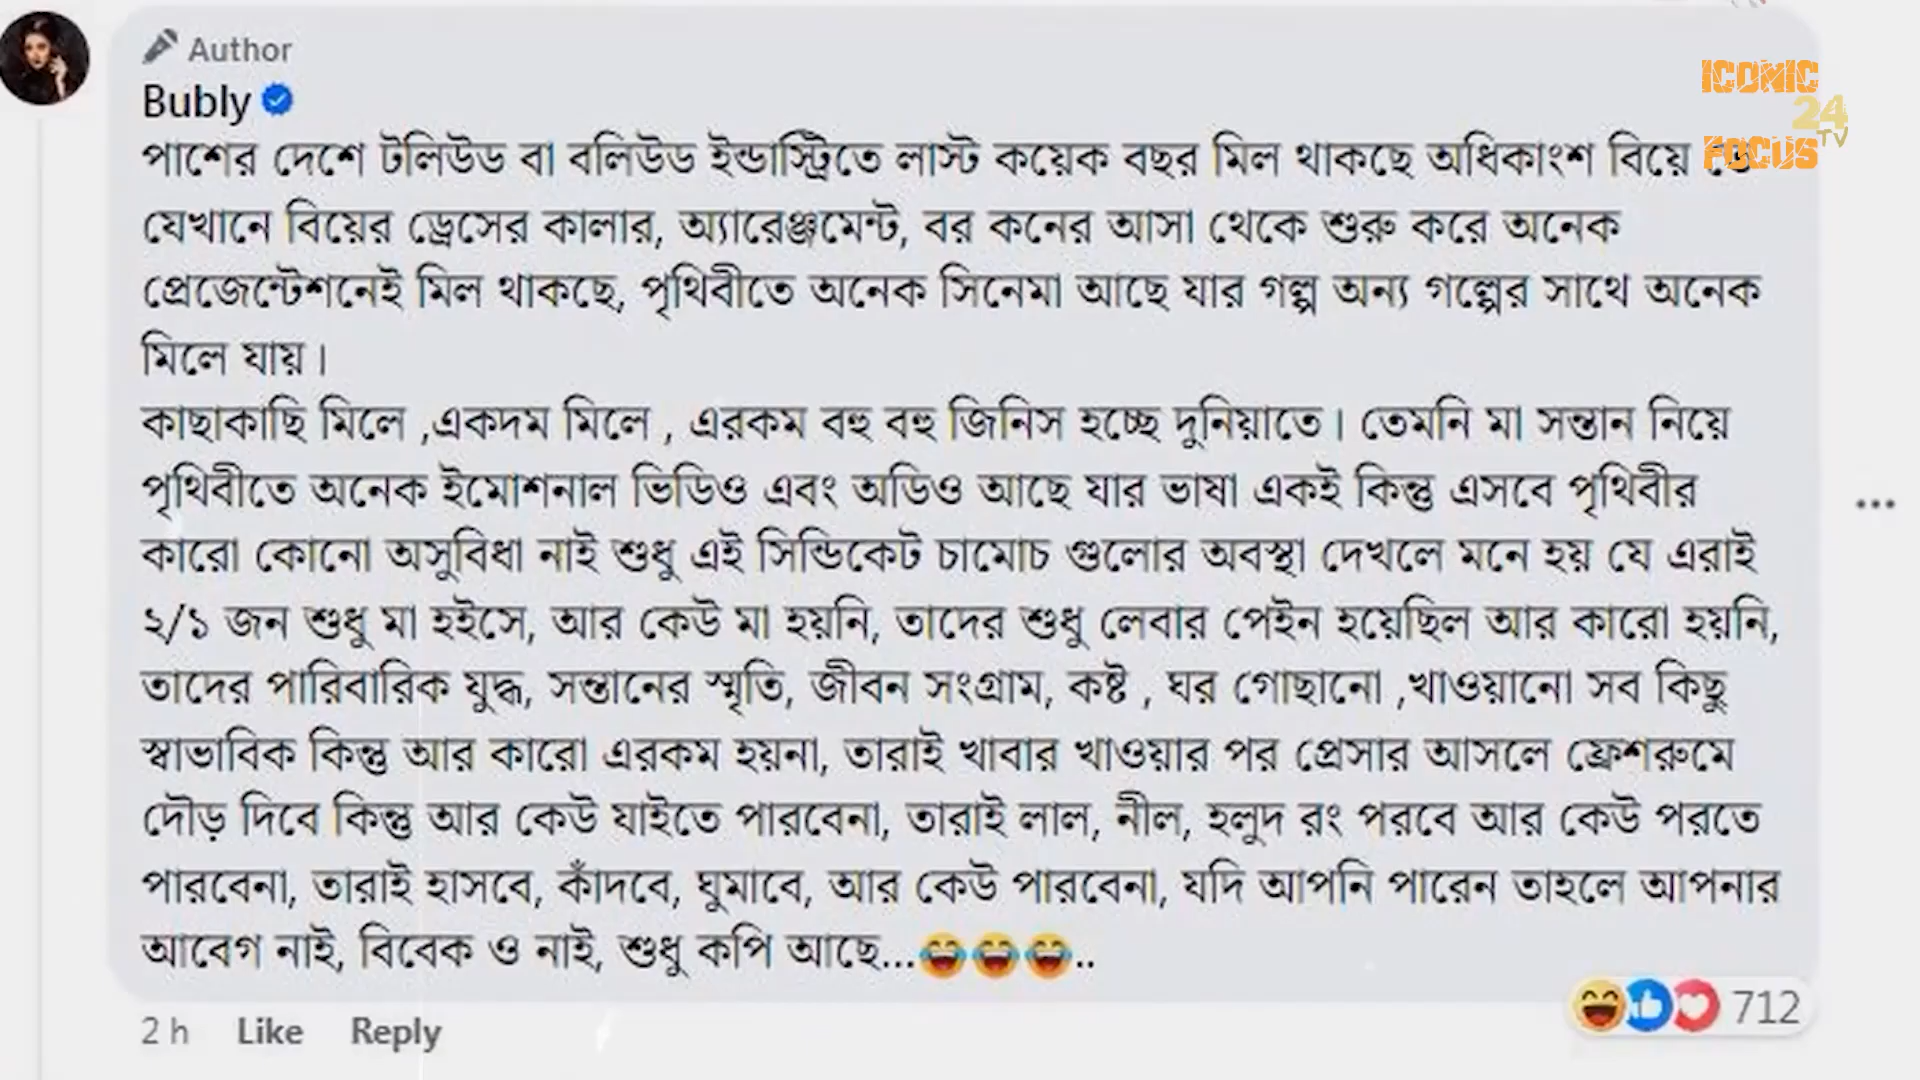 Author
Bubly
পাশের দেশে টলিউড বা বলিউড ইন্ডাস্ট্রিতে লাস্ট কয়েক বছর মিল থাকছে অধিকাংশ বিয়ে তে
যেখানে বিয়ের ড্রেসের কালার, অ্যারেঞ্জমেন্ট, বর কনের আসা থেকে শুরু করে অনেক
প্রেজেন্টেশনেই মিল থাকছে, পৃথিবীতে অনেক সিনেমা আছে যার গল্প অন্য গল্পের সাথে অনেক
মিলে যায়।
কাছাকাছি মিলে ,একদম মিলে , এরকম বহু বহু জিনিস হচ্ছে দুনিয়াতে। তেমনি মা সন্তান নিয়ে
পৃথিবীতে অনেক ইমোশনাল ভিডিও এবং অডিও আছে যার ভাষা একই কিন্তু এসবে পৃথিবীর
কারো কোনো অসুবিধা নাই শুধু এই সিন্ডিকেট চামোচ গুলোর অবস্থা দেখলে মনে হয় যে এরাই
২/১ জন শুধু মা হইসে, আর কেউ মা হয়নি, তাদের শুধু লেবার পেইন হয়েছিল আর কারো হয়নি,
তাদের পারিবারিক যুদ্ধ, সন্তানের স্মৃতি, জীবন সংগ্রাম, কষ্ট , ঘর গোছানো ,খাওয়ানো সব কিছু
স্বাভাবিক কিন্তু আর কারো এরকম হয়না, তারাই খাবার খাওয়ার পর প্রেসার আসলে ফ্রেশরুমে
দৌড় দিবে কিন্তু আর কেউ যাইতে পারবেনা, তারাই লাল, নীল, হলুদ রং পরবে আর কেউ পরতে
পারবেনা, তারাই হাসবে, কাঁদবে, ঘুমাবে, আর কেউ পারবেনা, যদি আপনি পারেন তাহলে আপনার
আবেগ নাই, বিবেক ও নাই, শুধু কপি আছে...😂😂😂..
712
2 h Like Reply
ICONIC
24
FOCUS TV